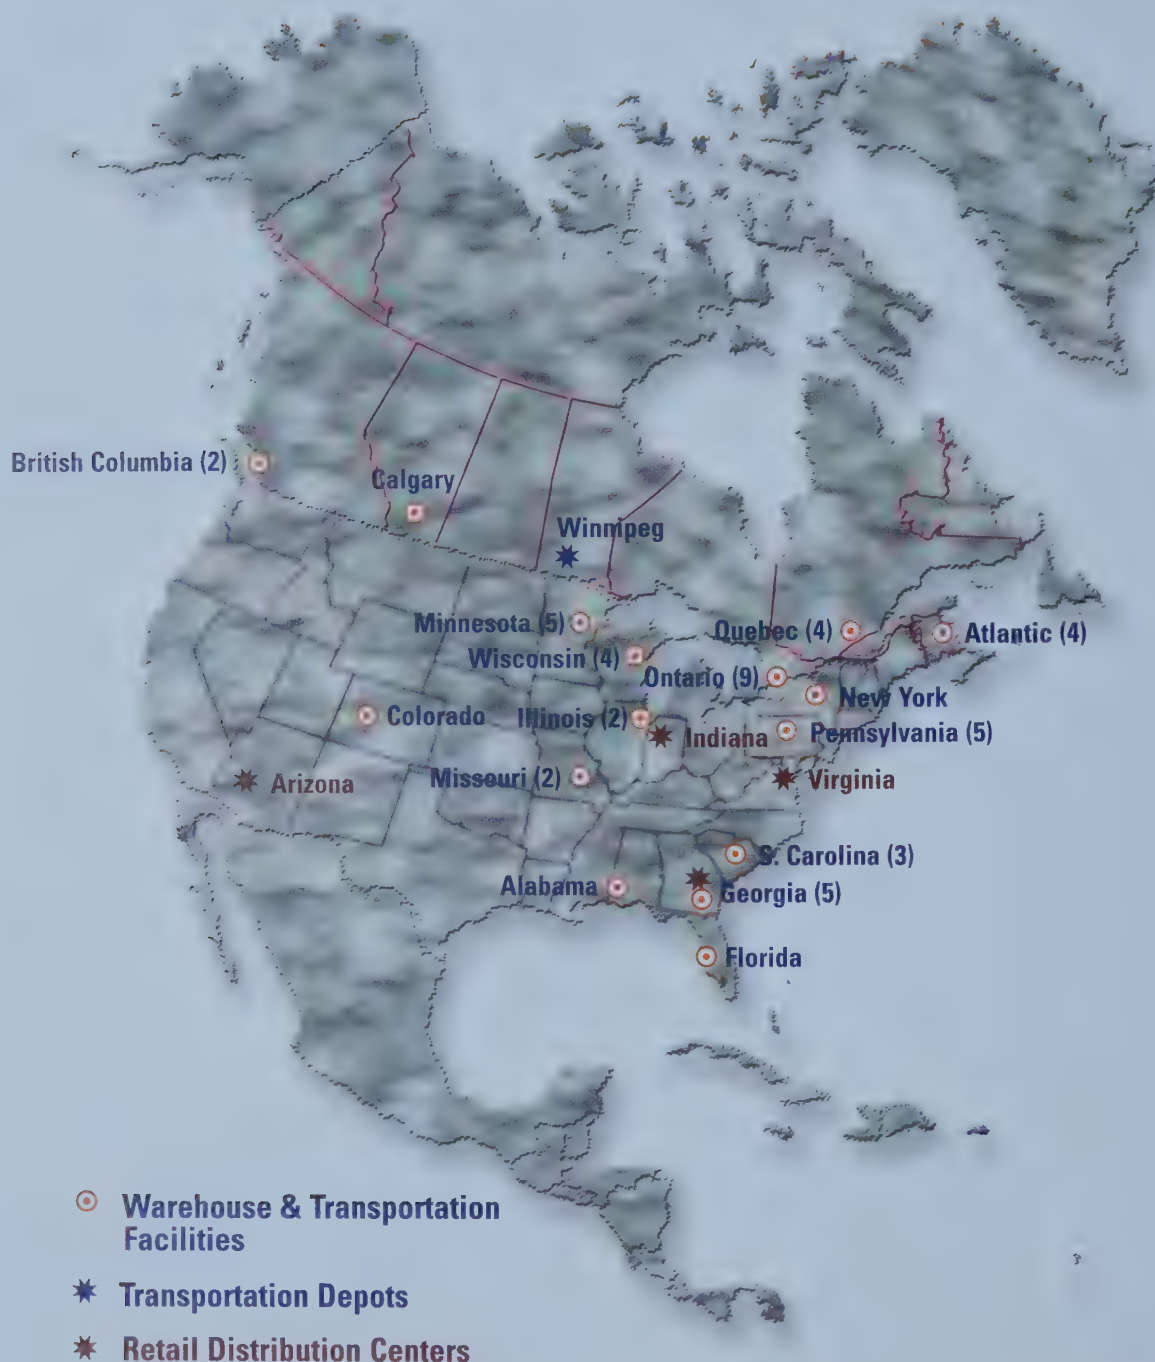 British Columbia (2)
Calgary
Winnipeg
Minnesota (5)
Quebec (4)
Atlantic (4)
Wisconsin (4)
Ontario (9)
New York
Colorado
Illinois (2)
Indiana
Pennsylvania (5)
Arizona
Missouri (2)
Virginia
S. Carolina (3)
Alabama
Georgia (5)
Florida
Warehouse & Transportation
Facilities
Transportation Depots
Retail Distribution Centers